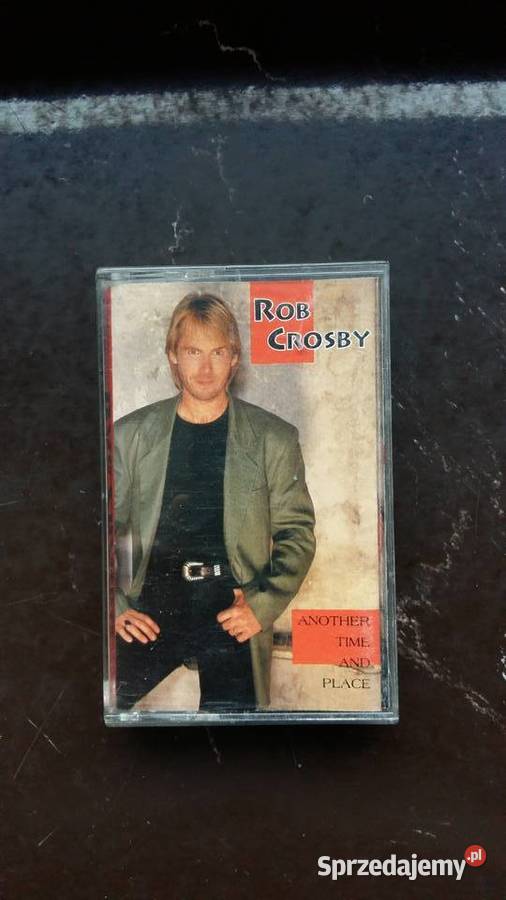 ROB
CROSBY
ANOTHER
TIME
AND
PLACE
Sprzedajemy.pl